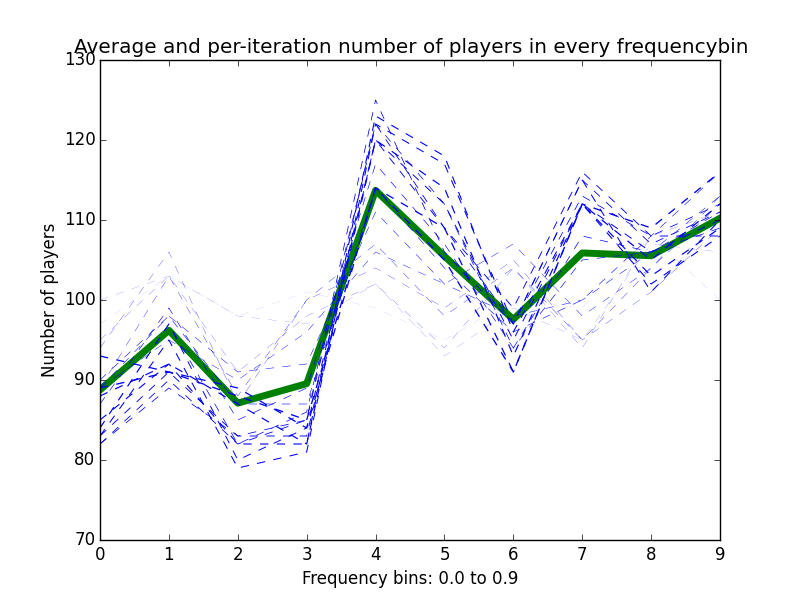 Average and per-iteration number of players in every frequencybin
130
120
110
100
90
80
70
Number of players
0 1 2 3 4 5 6 7 8 9
Frequency bins: 0.0 to 0.9